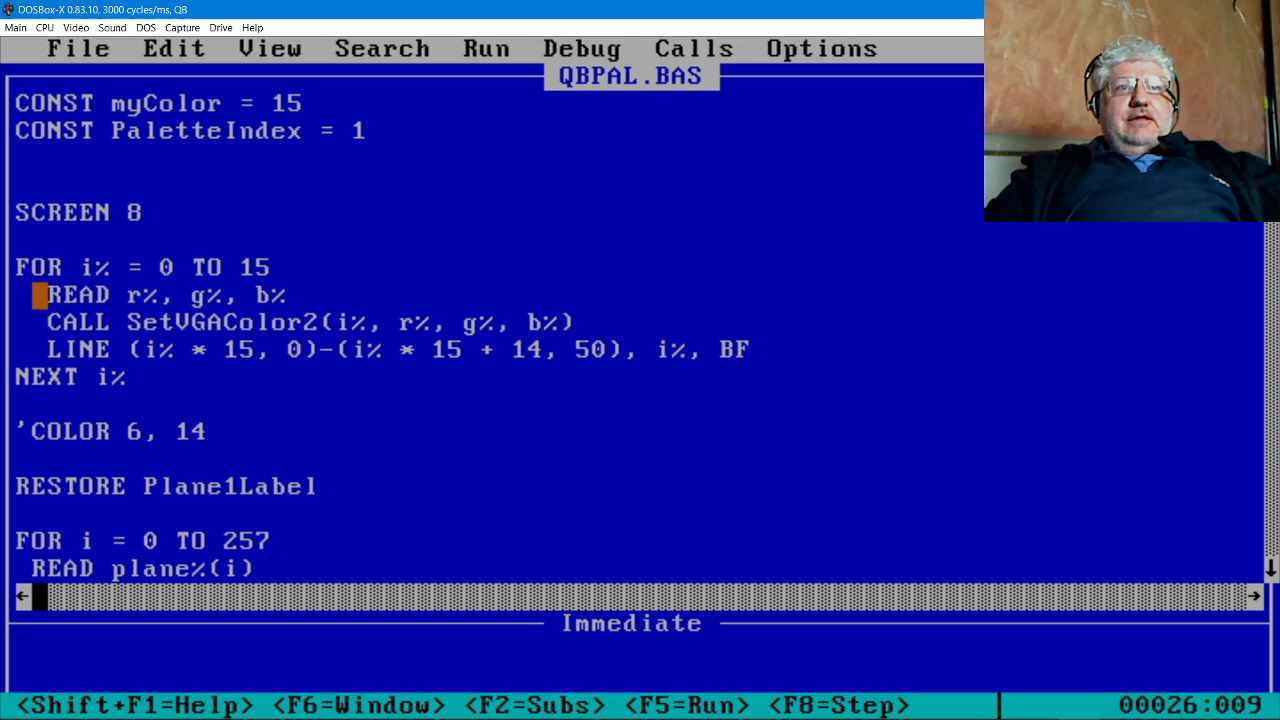 DOSBox-X 0.83.10, 3000 cycles/ms, QB
Main CPU Video Sound DOS Capture Drive Help
File Edit View Search Run Debug Calls Options
QBPAL.BAS
CONST myColor = 15
CONST PaletteIndex = 1
SCREEN 8
FOR i% = 0 TO 15
READ r%, g%, b%
CALL SetVGAColor2(i%, r%, g%, b%)
LINE (i% * 15, 0)-(i% * 15 + 14, 50), i%, BF
NEXT i%
'COLOR 6, 14
RESTORE Plane1Label
FOR i = 0 TO 257
READ plane%(i)
Immediate
<Shift+F1=Help> <F6=Window> <F2=Subs> <F5=Run> <F8=Step> 00026:009